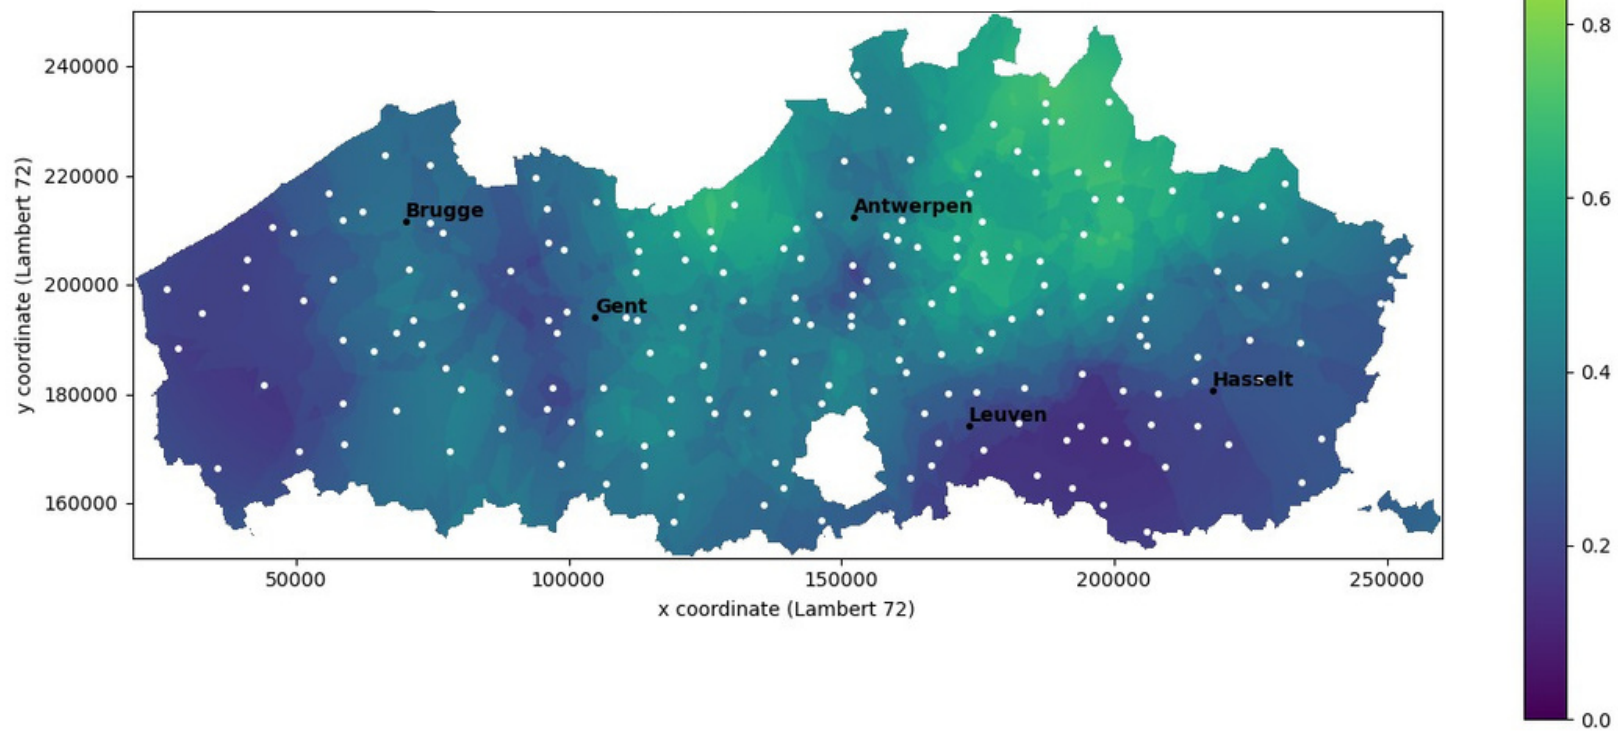 0.8
240000
220000
Brugge
Antwerpen
200000
0.6
Gent
180000
0.4
Hasselt
Leuven
160000
0.2
y coordinate (Lambert 72)
50000
100000
150000
200000
250000
x coordinate (Lambert 72)
0.0